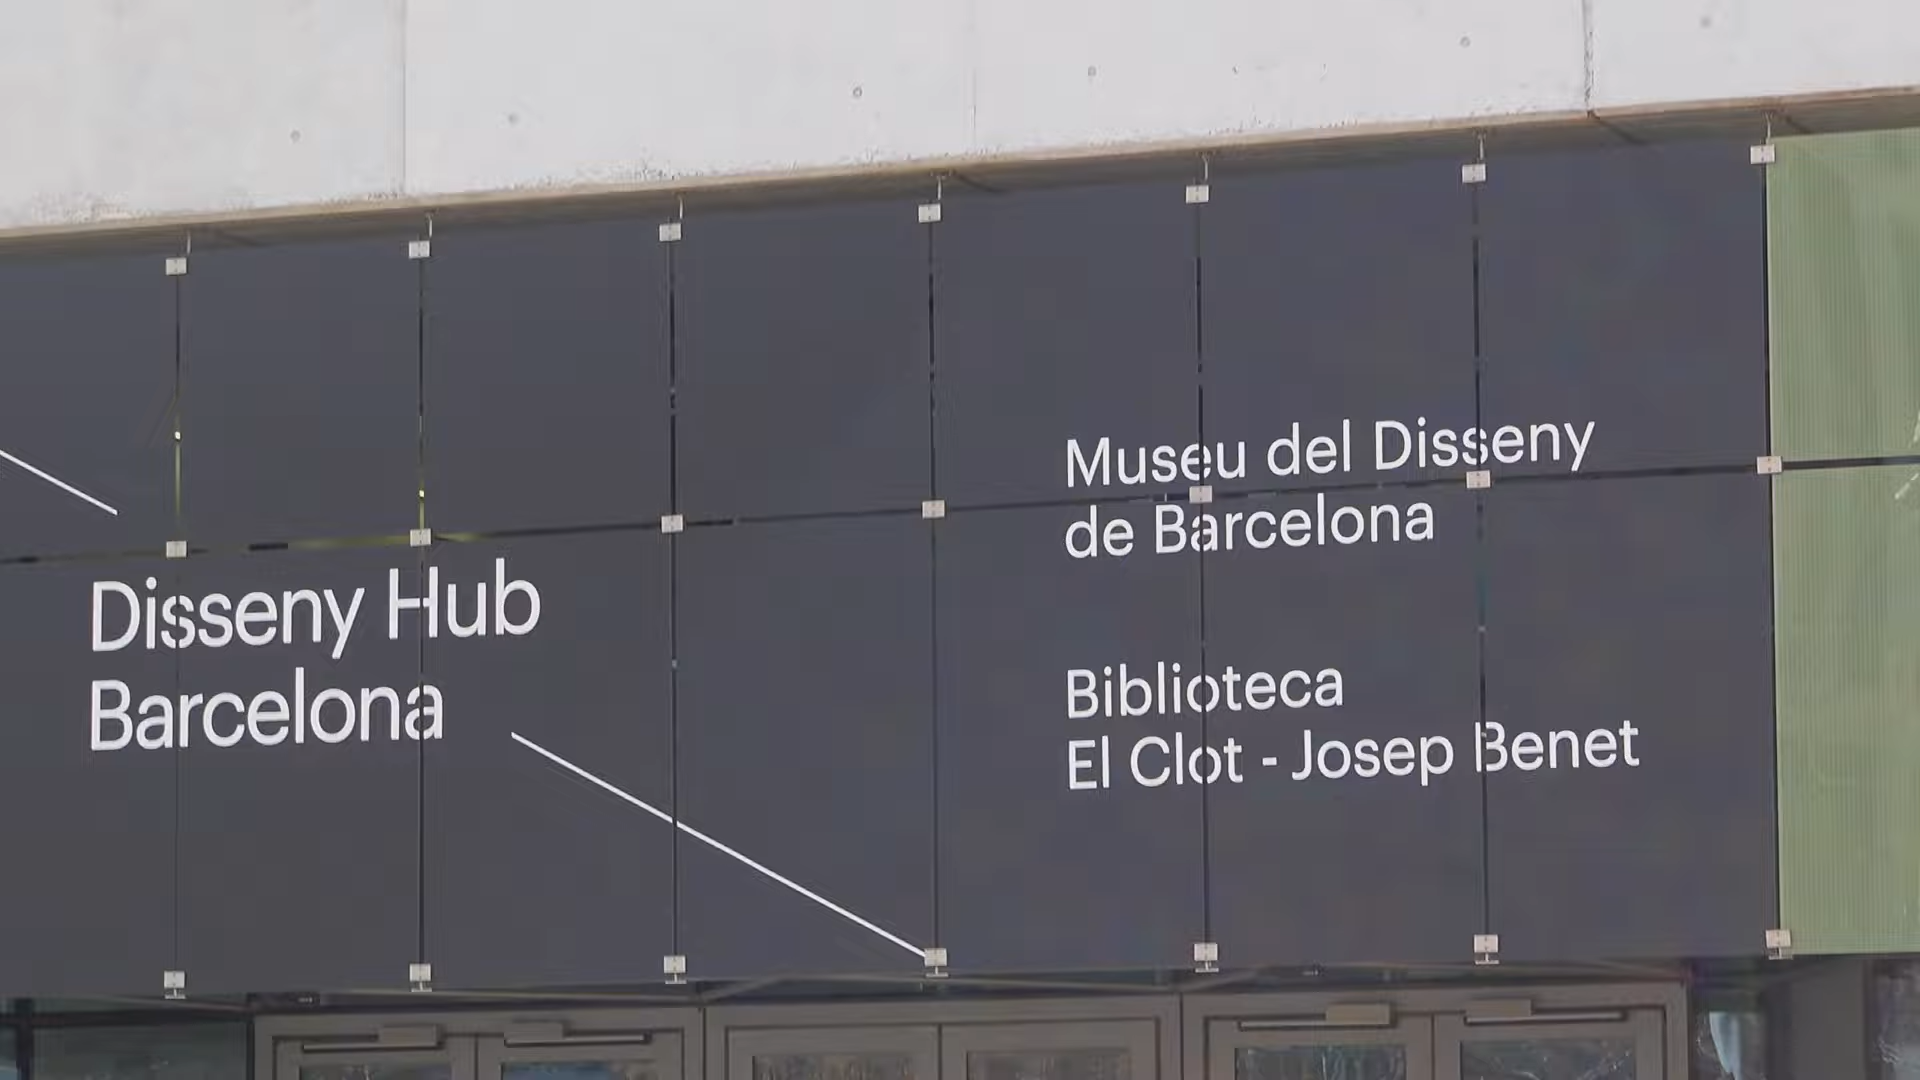 Disseny Hub
Barcelona
Museu del Disseny
de Barcelona
Biblioteca
El Clot - Josep Benet